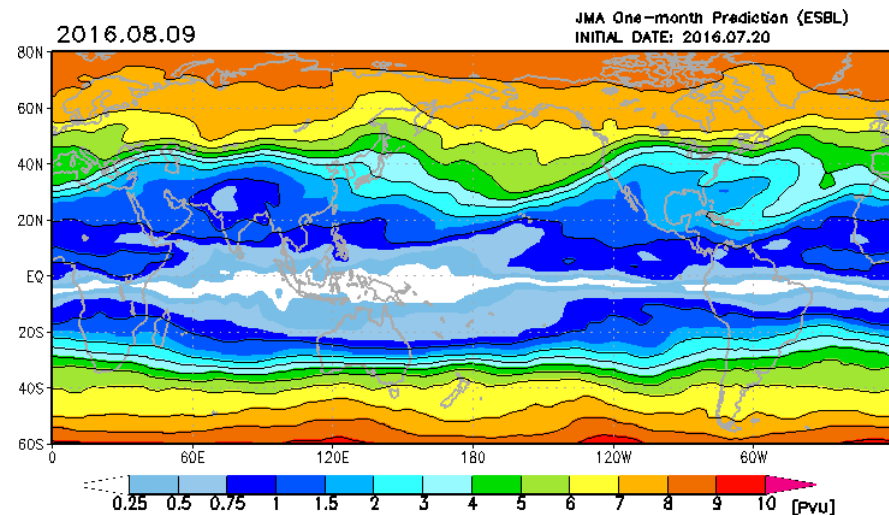 JMA One-month Prediction (ESBL)
2016.08.09
INITIAL DATE: 2016.07.20
80N
60N
40N
20N
EQ
20S
40S
60S
0 60E 120E 180 120W 60W
0.25 0.5 0.75 1 1.5 2 3 4 5 6 7 8 9 10 [PVU]